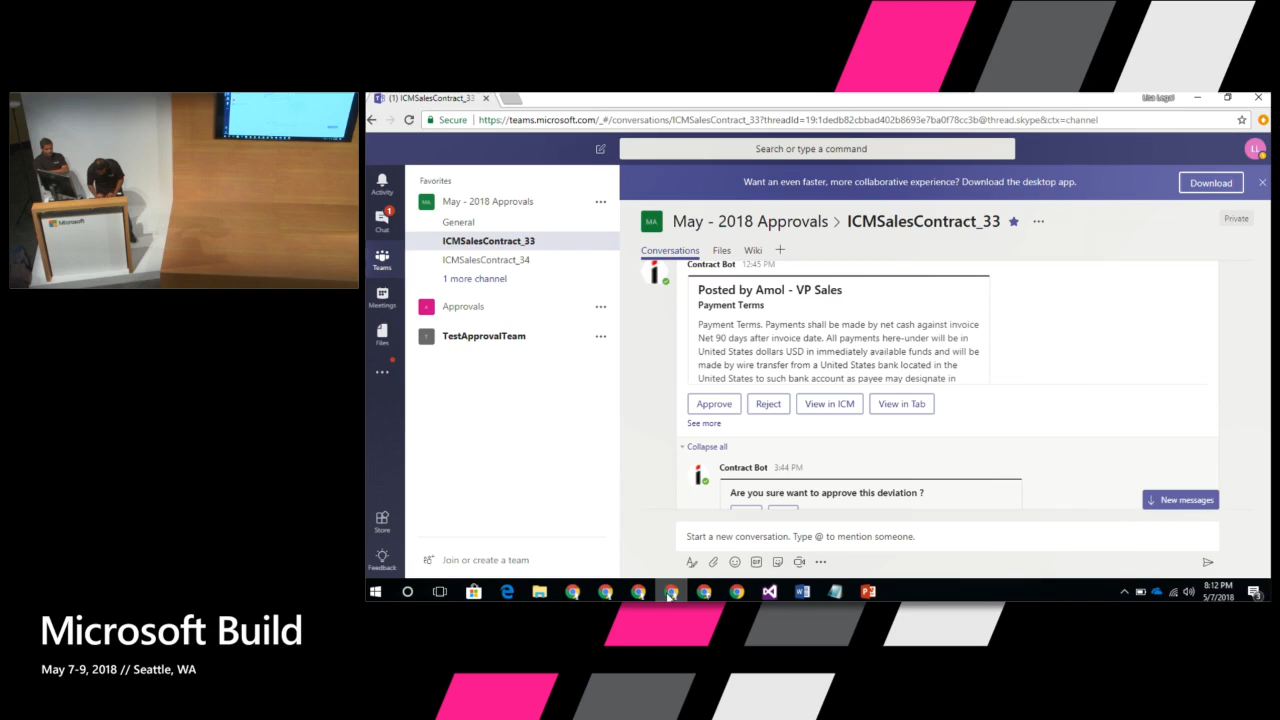 (1) ICMSalesContract_33
Lisa Legal
Secure
https://teams.microsoft.com/_#/conversations/ICMSalesContract_33?threadId=19:1dedb82cbbad402b8693e7ba0f78cc3b@thread.skype&ctx=channel
Search or type a command
LL
Want an even faster, more collaborative experience? Download the desktop app.
Download
Activity
1
Chat
Teams
Meetings
Files
Store
Feedback
Favorites
MA
May - 2018 Approvals
General
ICMSalesContract_33
ICMSalesContract_34
1 more channel
A
Approvals
T
TestApprovalTeam
Join or create a team
MA
May - 2018 Approvals > ICMSalesContract_33
Private
Conversations
Files
Wiki
Contract Bot 12:45 PM
Posted by Amol - VP Sales
Payment Terms
Payment Terms. Payments shall be made by net cash against invoice
Net 90 days after invoice date. All payments here-under will be in
United States dollars USD in immediately available funds and will be
made by wire transfer from a United States bank located in the
United States to such bank account as payee may designate in
Approve
Reject
View in ICM
View in Tab
See more
Collapse all
Contract Bot 3:44 PM
Are you sure want to approve this deviation ?
New messages
Start a new conversation. Type @ to mention someone.
GIF
8:12 PM
5/7/2018
3
Microsoft
Microsoft Build
May 7-9, 2018 // Seattle, WA